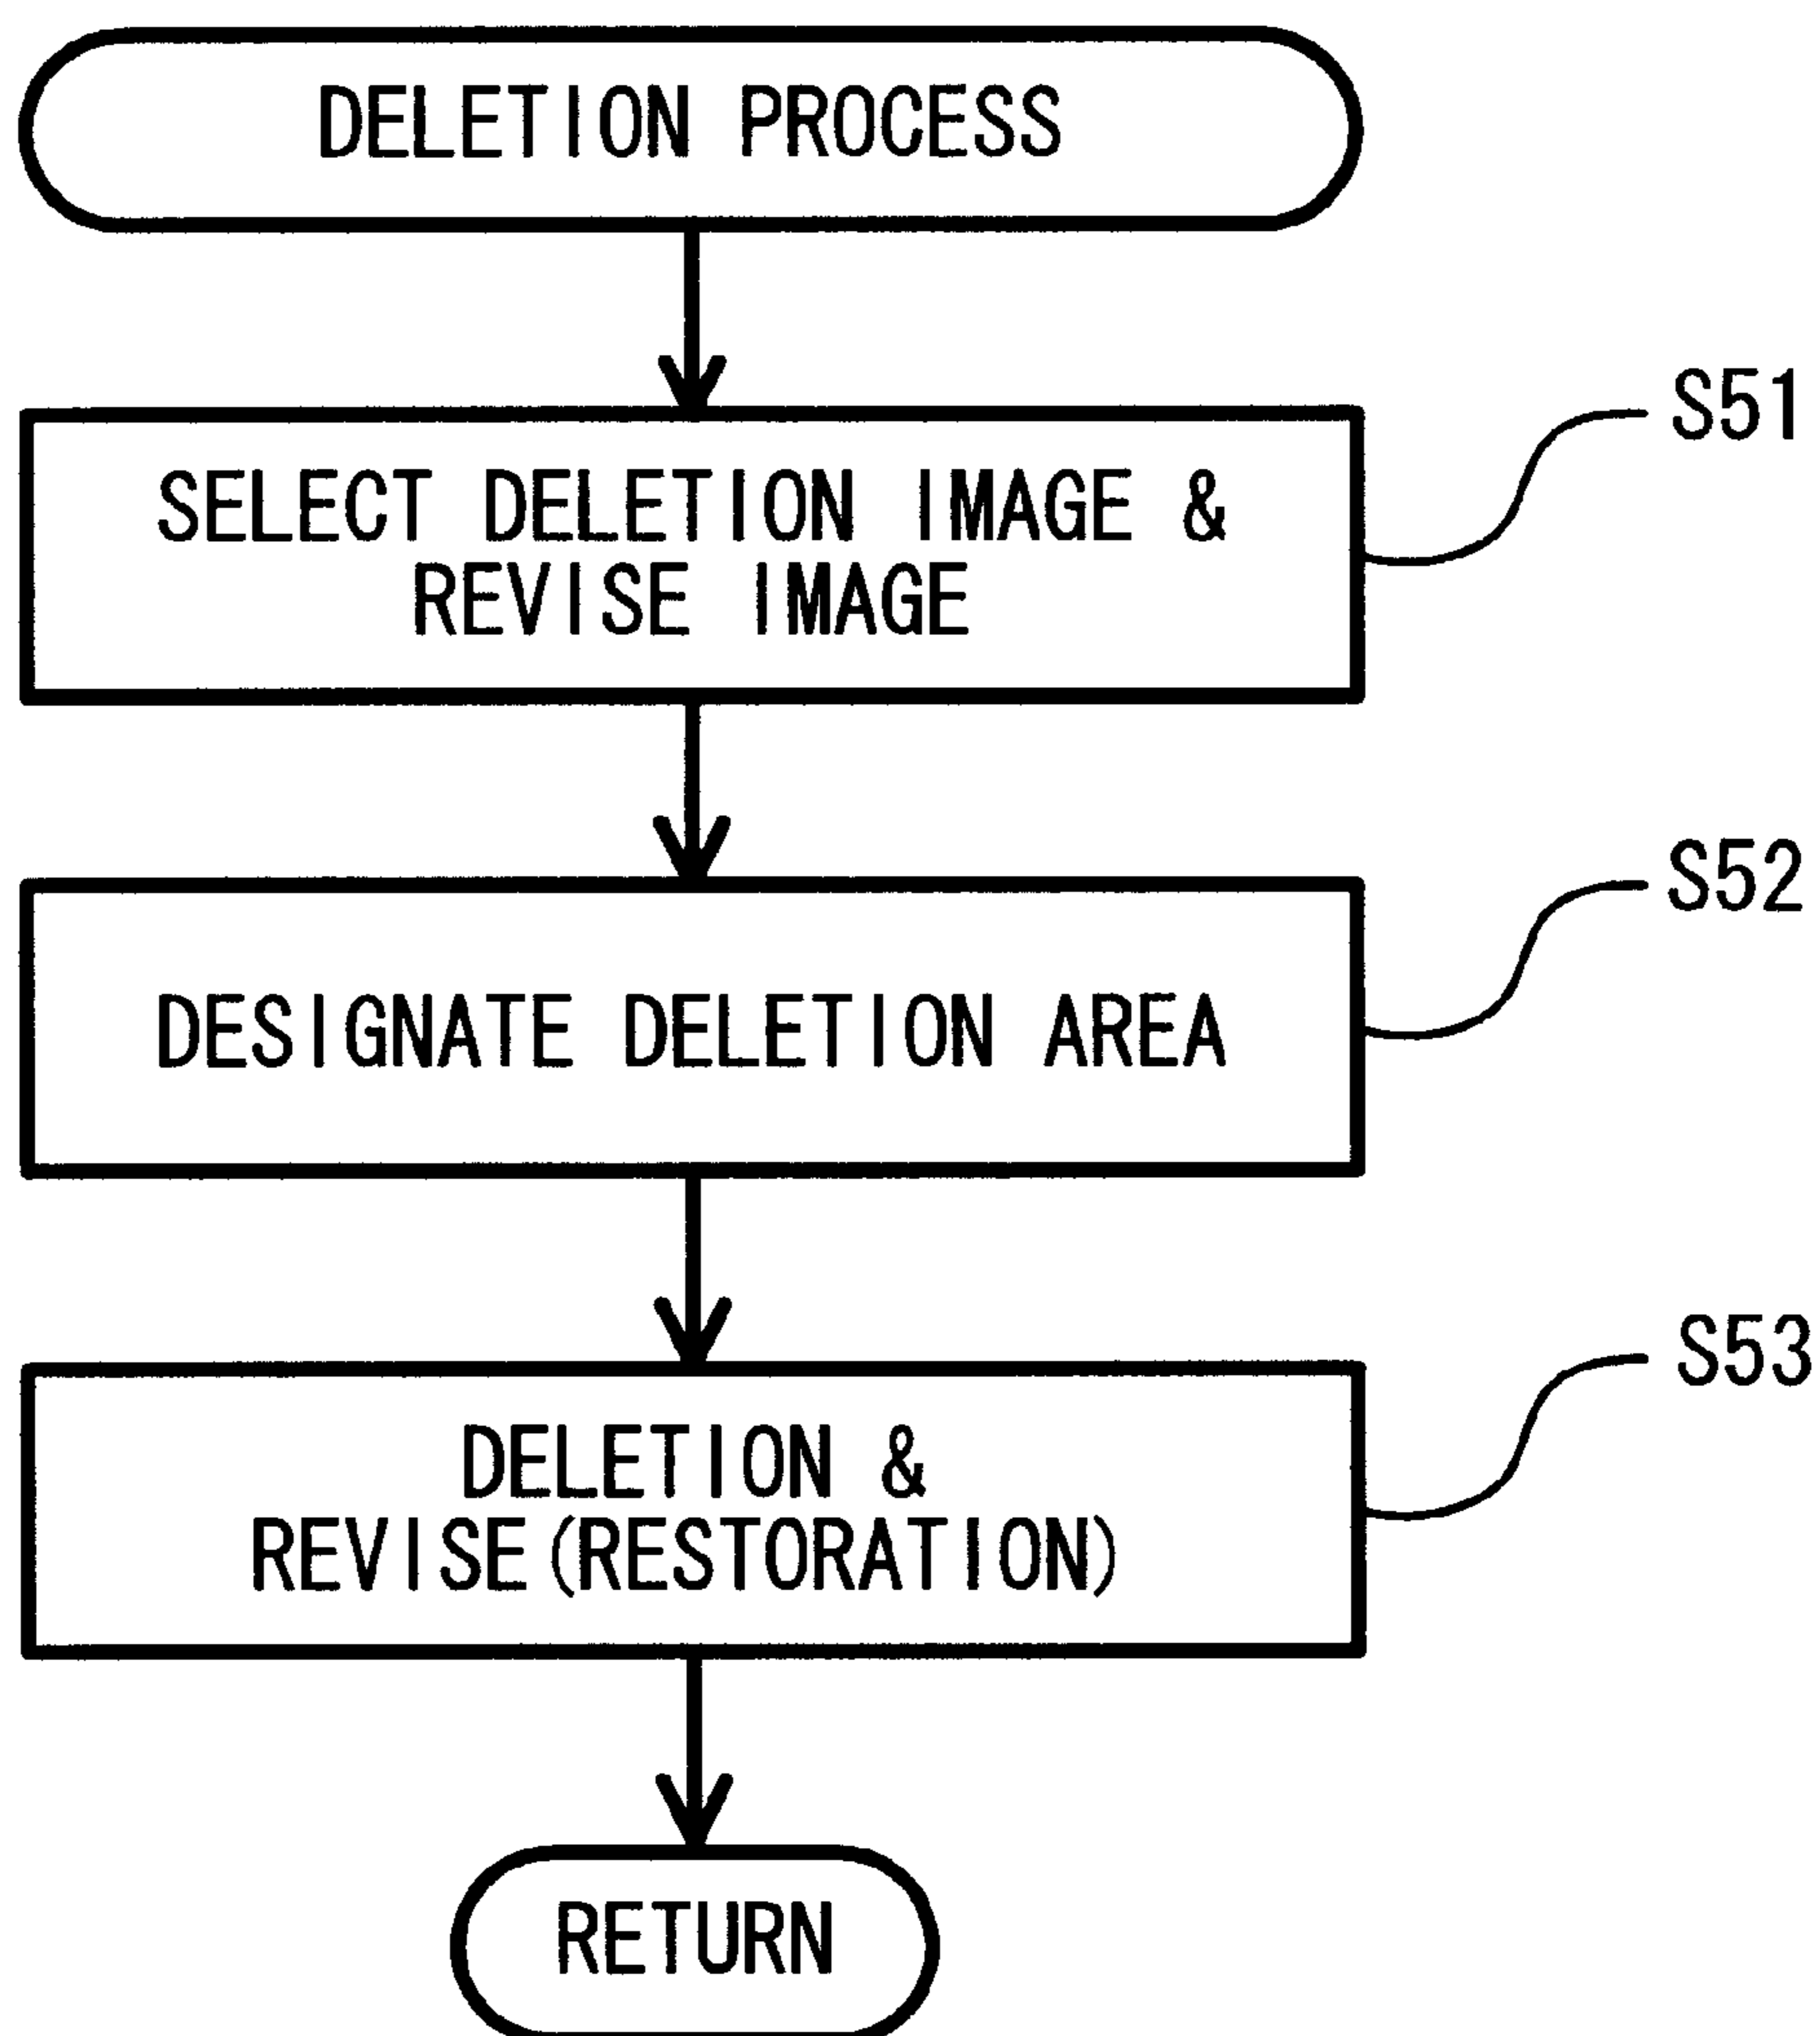 DELETION PROCESS
S51
SELECT DELETION IMAGE &
REVISE IMAGE
S52
DESIGNATE DELETION AREA
S53
DELETION &
REVISE(RESTORATION)
RETURN